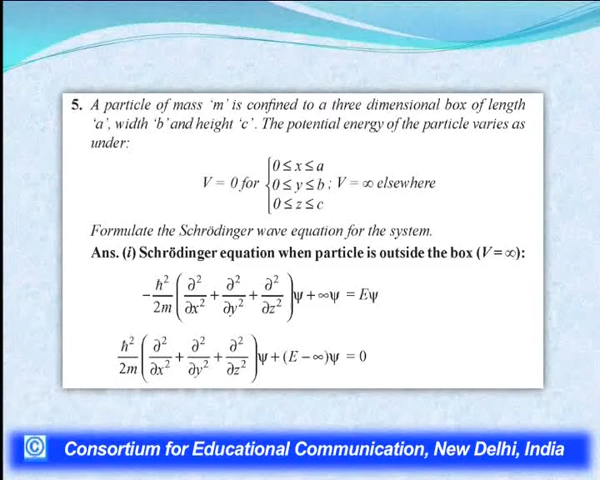 5. A particle of mass ‘m’ is confined to a three dimensional box of length
‘a’, width ‘b’ and height ‘c’. The potential energy of the particle varies as
under:
V = 0 for { 0 ≤ x ≤ a
0 ≤ y ≤ b ; V = ∞ elsewhere
0 ≤ z ≤ c
Formulate the Schrödinger wave equation for the system.
Ans. (i) Schrödinger equation when particle is outside the box (V = ∞):
− ℏ²/2m ( ∂²/∂x² + ∂²/∂y² + ∂²/∂z² ) ψ + ∞ψ = Eψ
ℏ²/2m ( ∂²/∂x² + ∂²/∂y² + ∂²/∂z² ) ψ + (E − ∞)ψ = 0
© Consortium for Educational Communication, New Delhi, India